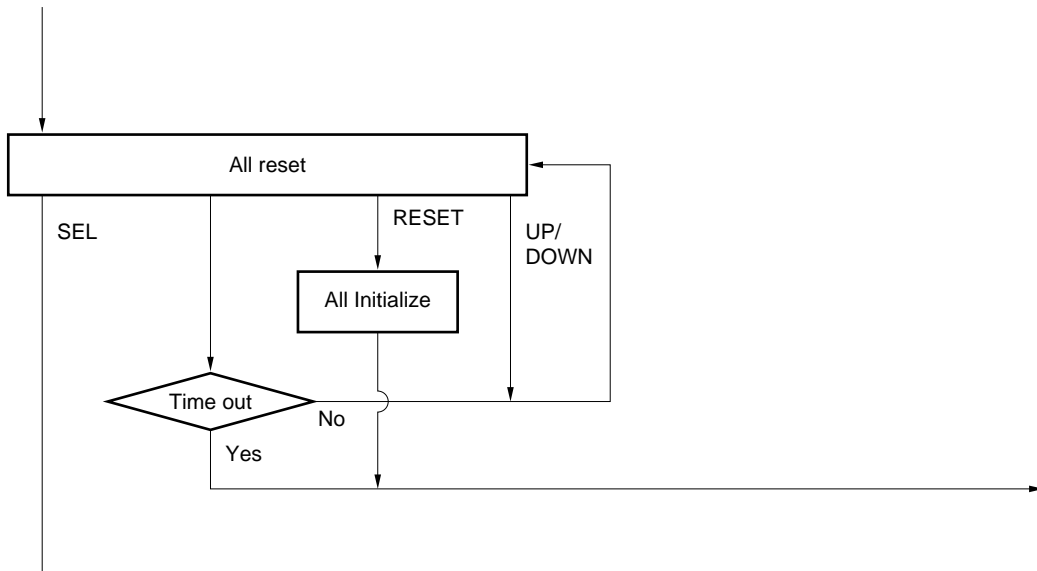 All reset
SEL
RESET
UP/
DOWN
All Initialize
Time out
No
Yes